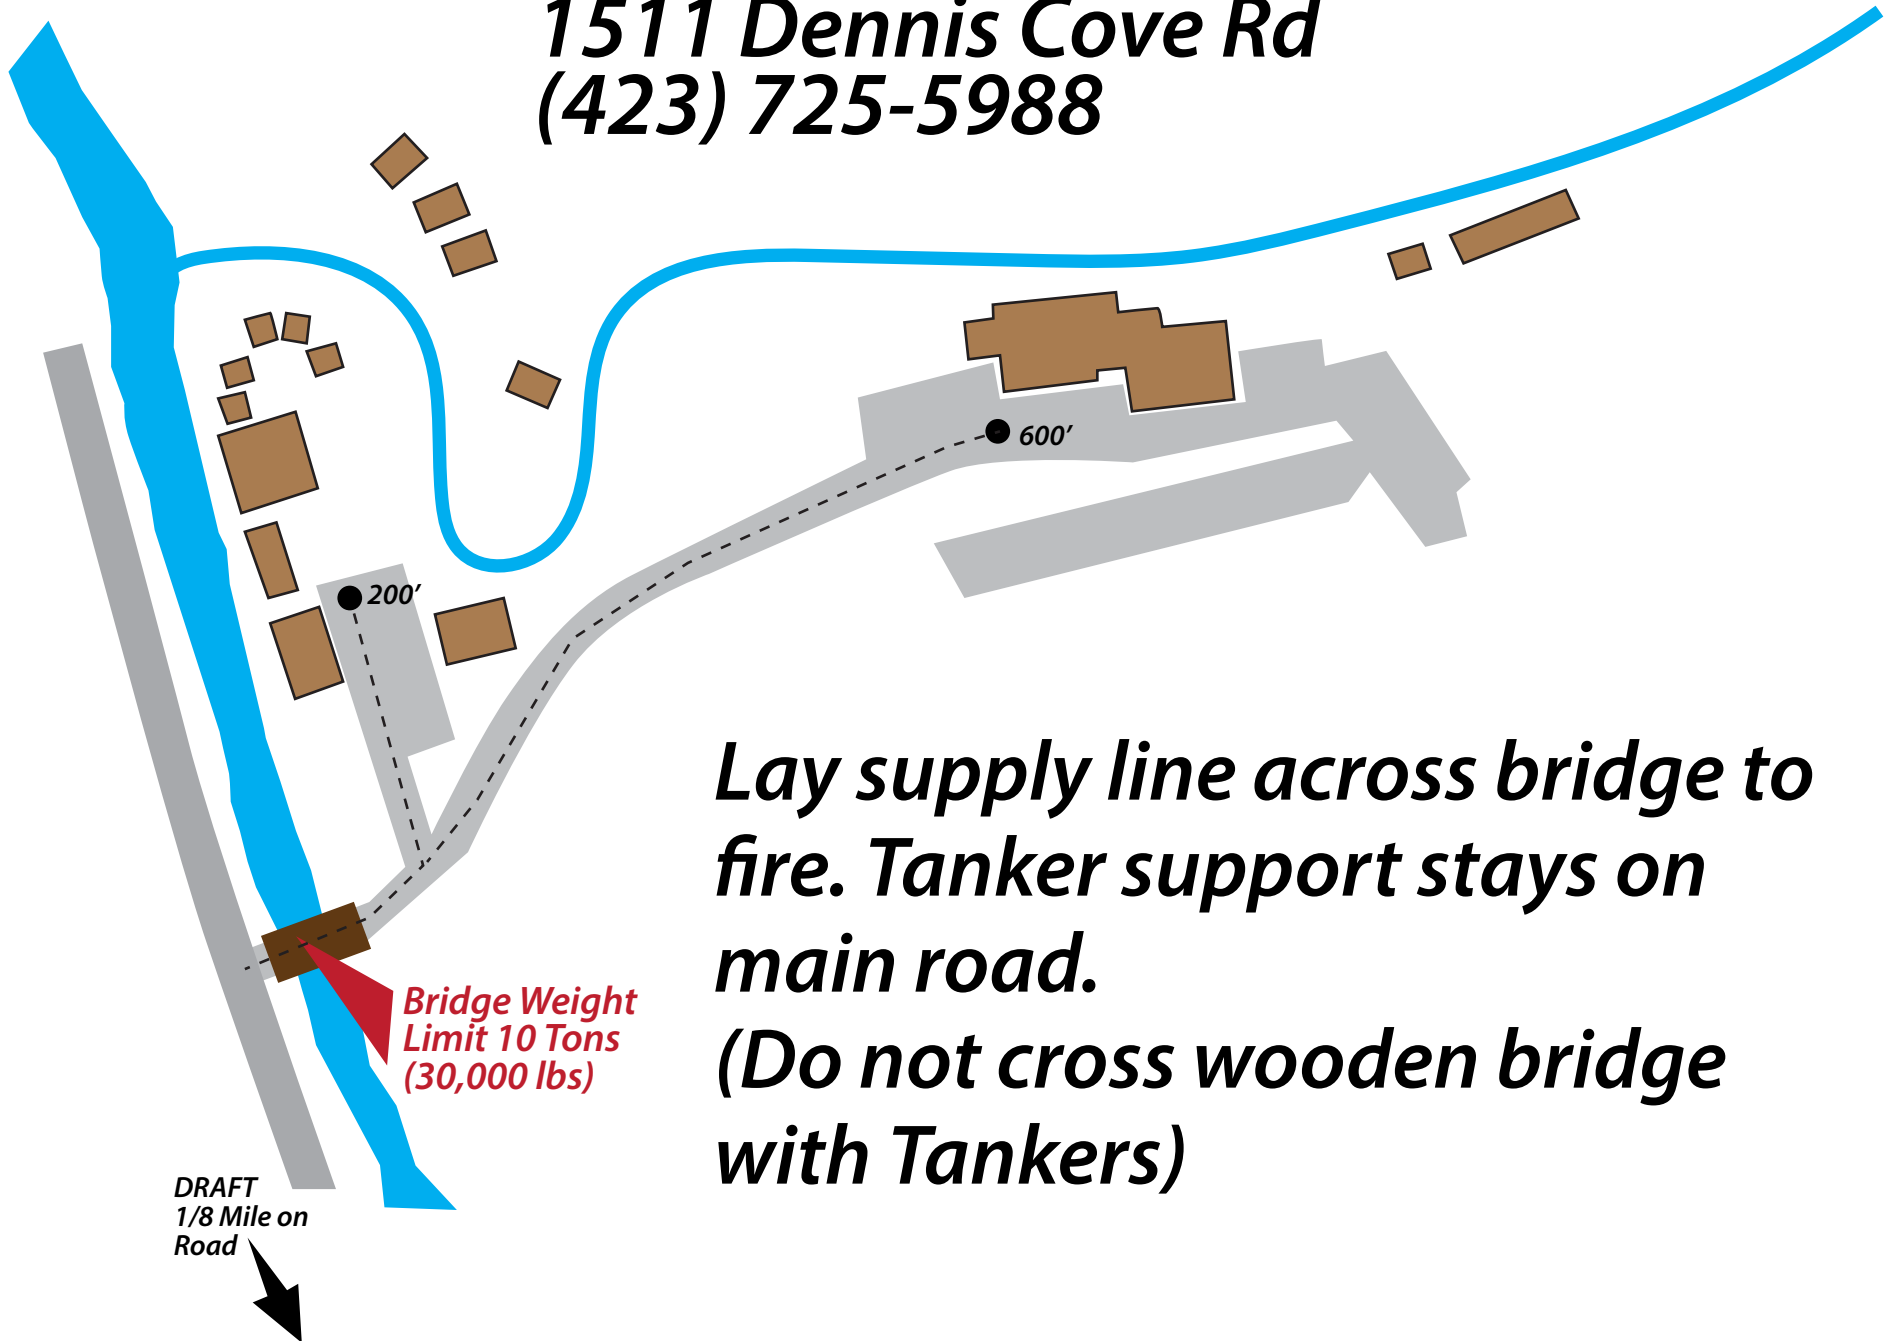 1511 Dennis Cove Rd
(423) 725-5988
600’
200’
Lay supply line across bridge to
fire. Tanker support stays on
main road.
(Do not cross wooden bridge
with Tankers)
Bridge Weight
Limit 10 Tons
(30,000 lbs)
DRAFT
1/8 Mile on
Road